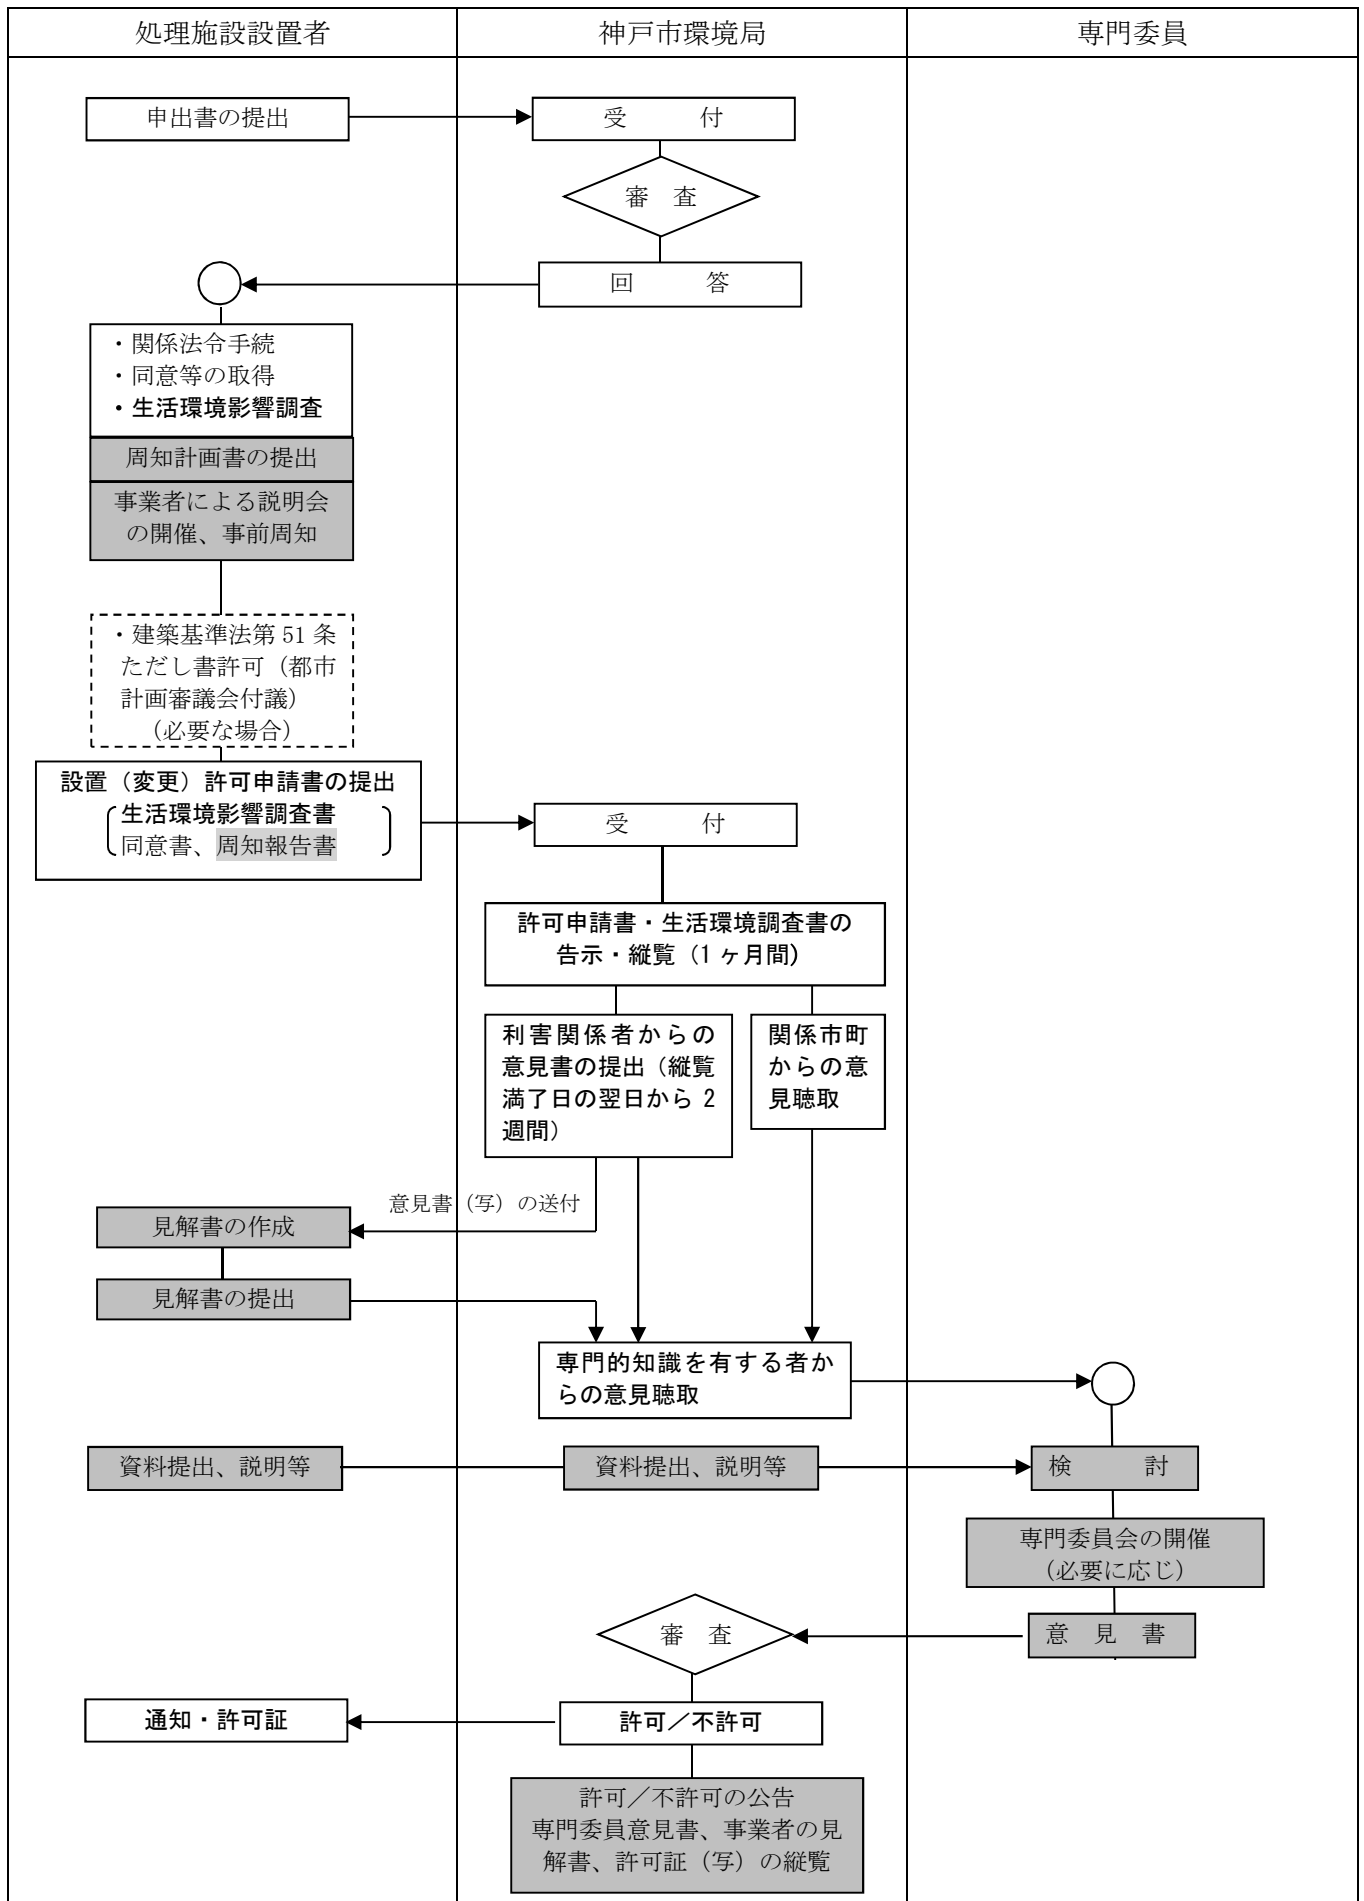 処理施設設置者
神戸市環境局
専門委員
申出書の提出
受　　　付
審　査
回　　　答
・関係法令手続
・同意等の取得
・生活環境影響調査
周知計画書の提出
事業者による説明会
の開催、事前周知
・建築基準法第 51 条
ただし書許可（都市
計画審議会付議）
（必要な場合）
設置（変更）許可申請書の提出
生活環境影響調査書
同意書、周知報告書
受　　　付
許可申請書・生活環境調査書の
告示・縦覧（1 ヶ月間）
利害関係者からの
意見書の提出（縦覧
満了日の翌日から 2
週間）
関係市町
からの意
見聴取
意見書（写）の送付
見解書の作成
見解書の提出
専門的知識を有する者か
らの意見聴取
資料提出、説明等
資料提出、説明等
検　　　討
専門委員会の開催
（必要に応じ）
審　査
意　見　書
通知・許可証
許可／不許可
許可／不許可の公告
専門委員意見書、事業者の見
解書、許可証（写）の縦覧